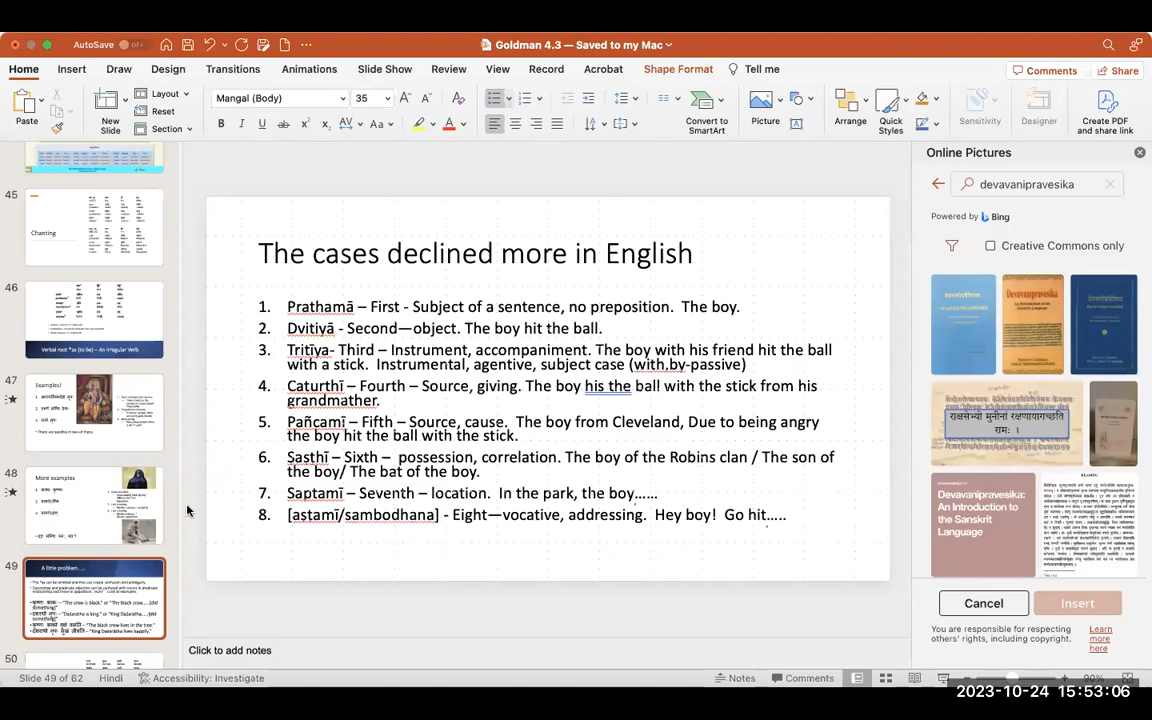 AutoSave
Goldman 4.3 — Saved to my Mac
Home Insert Draw Design Transitions Animations Slide Show Review View Record Acrobat Shape Format Tell me
Comments Share
Paste
New Slide
Layout
Reset
Section
Mangal (Body) 35
Convert to SmartArt
Picture
Arrange
Quick Styles
Sensitivity
Designer
Create PDF and share link
45
Chanting
46
47
Examples!
48
More examples
49
A little problem.....
50
The cases declined more in English
1. Prathamā – First - Subject of a sentence, no preposition. The boy.
2. Dvitiyā - Second—object. The boy hit the ball.
3. Tritīya- Third – Instrument, accompaniment. The boy with his friend hit the ball
with a stick. Instrumental, agentive, subject case (with,by-passive)
4. Caturthī – Fourth – Source, giving. The boy his the ball with the stick from his
grandmather.
5. Pañcamī – Fifth – Source, cause. The boy from Cleveland, Due to being angry
the boy hit the ball with the stick.
6. Sasthī – Sixth – possession, correlation. The boy of the Robins clan / The son of
the boy/ The bat of the boy.
7. Saptamī – Seventh – location. In the park, the boy......
8. [astamī/sambodhana] - Eight—vocative, addressing. Hey boy! Go hit.....
Click to add notes
Online Pictures
devavanipravesika
Powered by Bing
Creative Commons only
Devavanipravesika
राक्षसेभ्यो मुनीनां रक्षणायागच्छति
रामः ।
Devavanipravesika:
An Introduction to
the Sanskrit
Language
Cancel Insert
You are responsible for respecting
others' rights, including copyright.
Learn more here
Slide 49 of 62 Hindi Accessibility: Investigate
Notes Comments 90%
2023-10-24 15:53:06